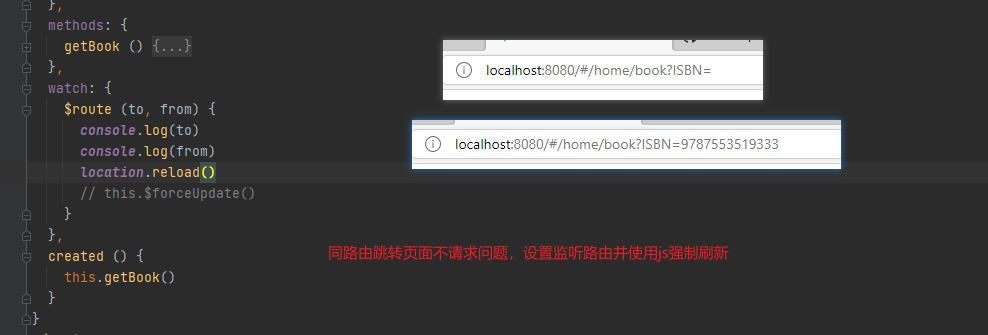 },
methods: {
getBook () {...}
},
watch: {
$route (to, from) {
console.log(to)
console.log(from)
location.reload()
// this.$forceUpdate()
}
},
created () {
this.getBook()
}
}
localhost:8080/#/home/book?ISBN=
localhost:8080/#/home/book?ISBN=9787553519333
同路由跳转页面不请求问题，设置监听路由并使用js强制刷新